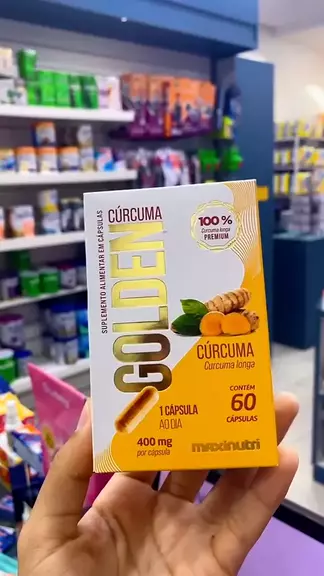 SUPLEMENTO ALIMENTAR EM CÁPSULAS
CÚRCUMA
GOLDEN
100 %
Curcuma longa
PREMIUM
CÚRCUMA
Curcuma longa
CONTÉM
60
CÁPSULAS
1 CÁPSULA
AO DIA
400 mg
por cápsula
maxinutri